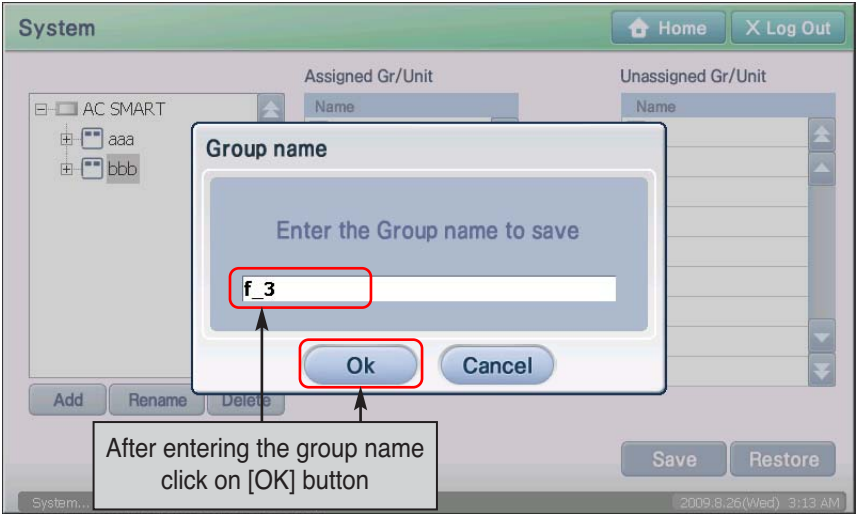 System
Home
X Log Out
Assigned Gr/Unit
Unassigned Gr/Unit
Name
Name
AC SMART
aaa
bbb
Group name
Enter the Group name to save
f_3
Ok
Cancel
Add
Rename
Delete
After entering the group name
click on [OK] button
Save
Restore
System...
2009.8.26(Wed) 3:13 AM